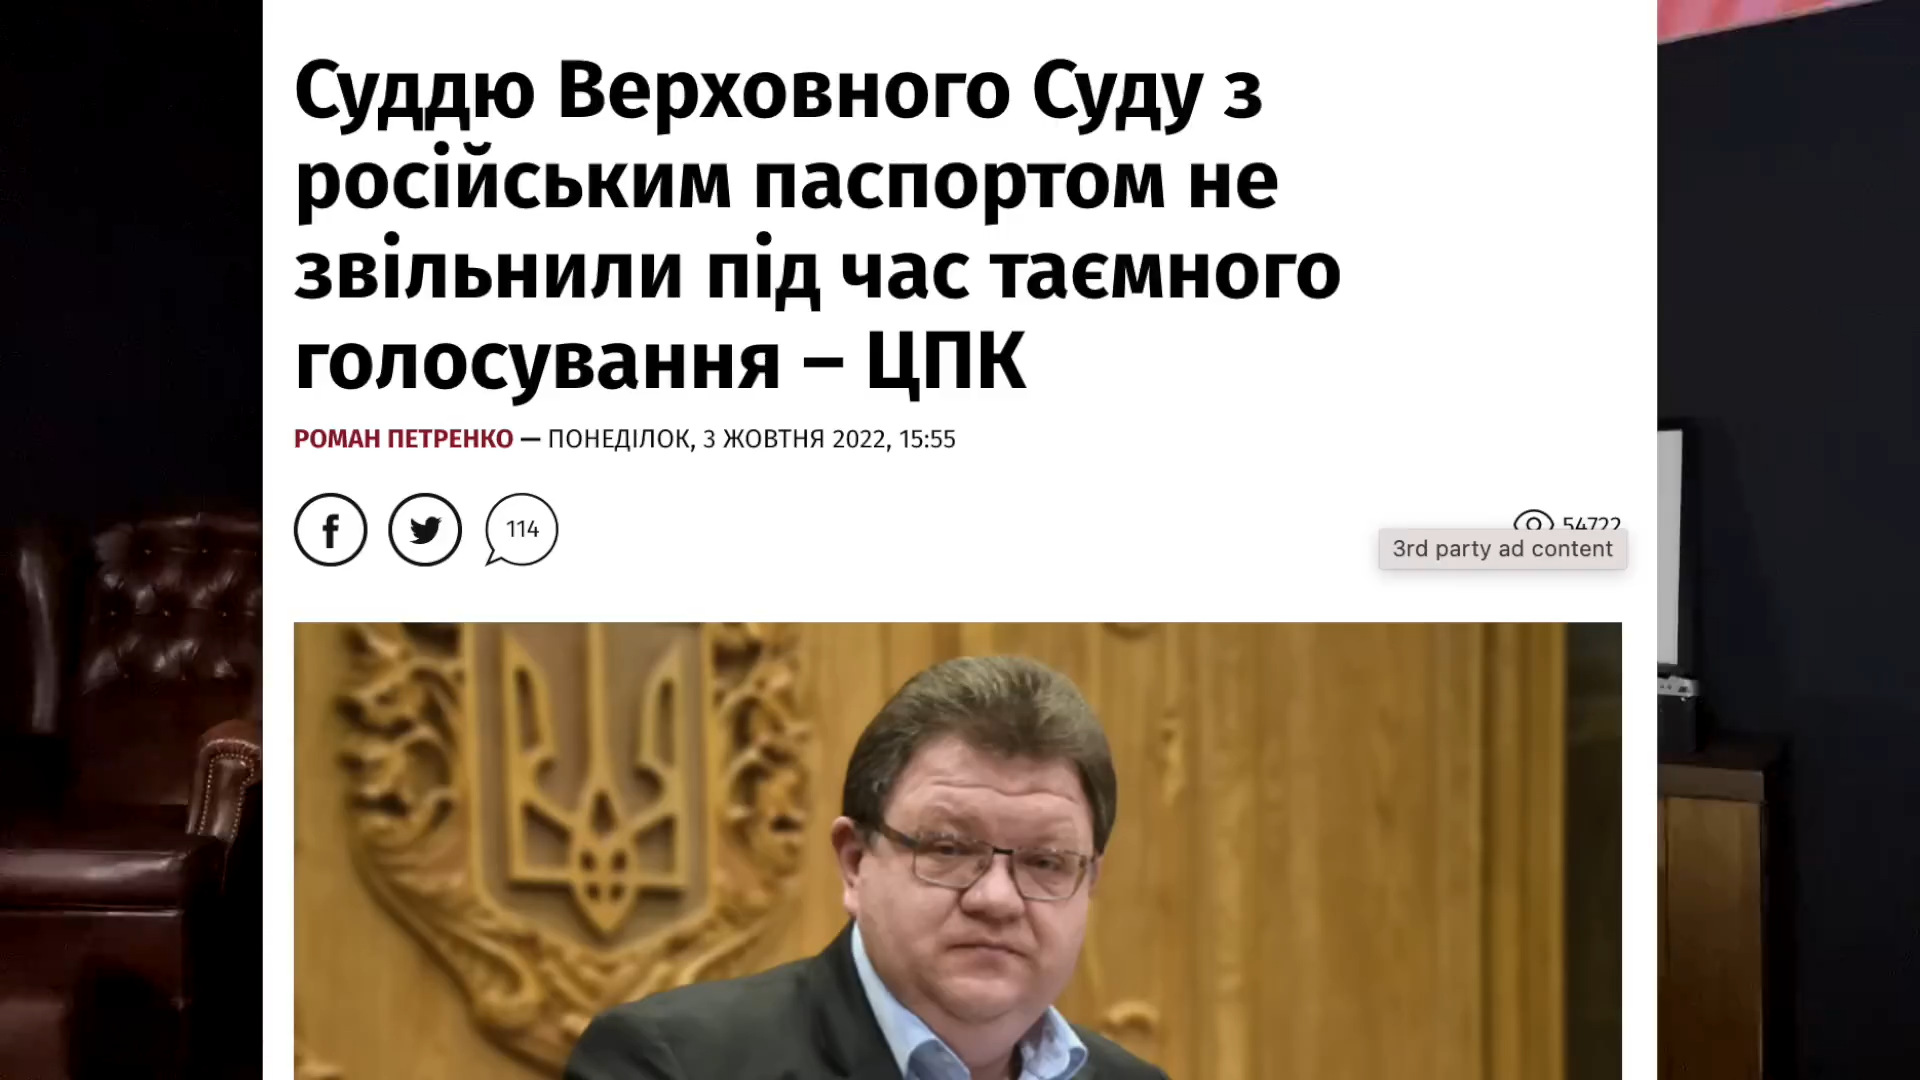 Суддю Верховного Суду з
російським паспортом не
звільнили під час таємного
голосування – ЦПК
РОМАН ПЕТРЕНКО — ПОНЕДІЛОК, 3 ЖОВТНЯ 2022, 15:55
114
54722
3rd party ad content